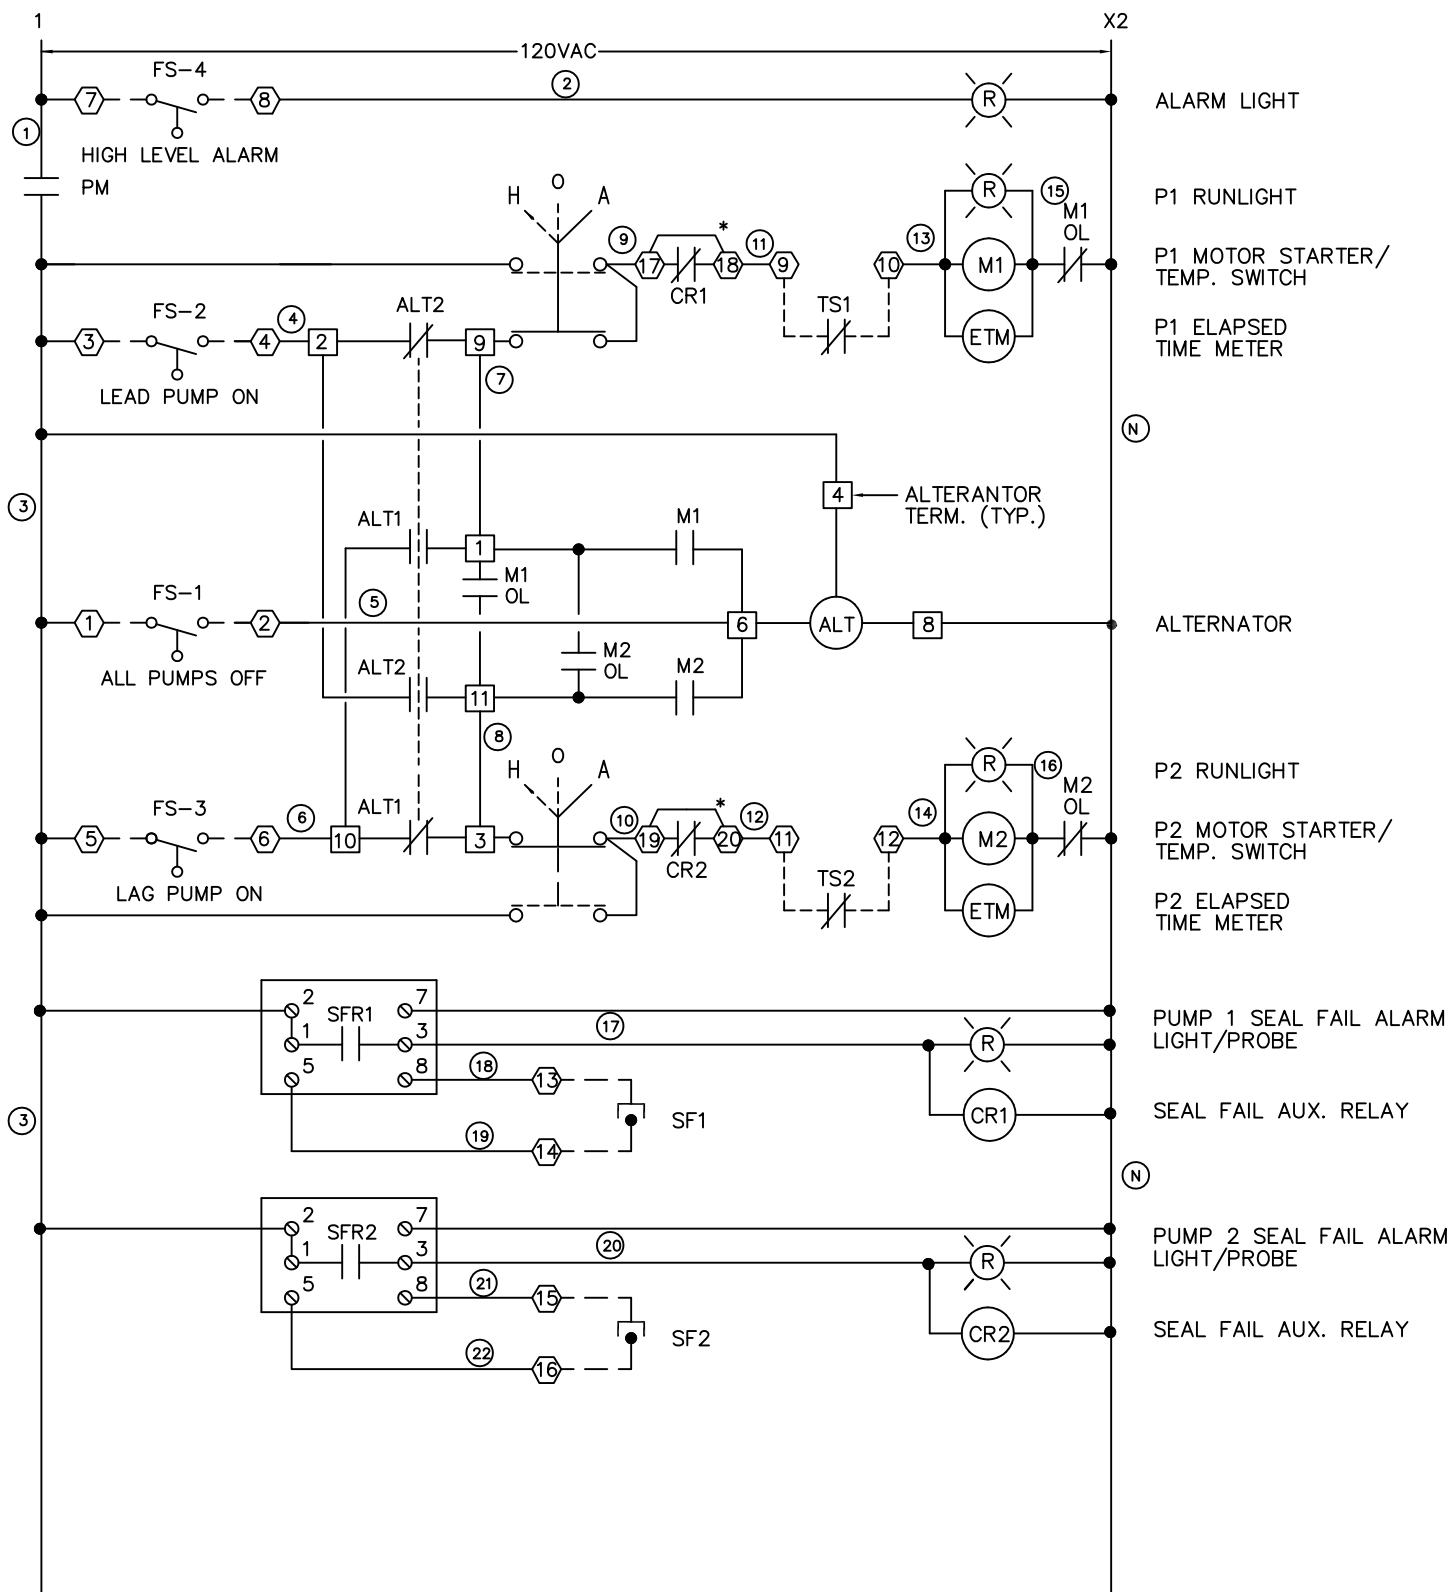 1 X2
120VAC
FS-4 2
7 8 R ALARM LIGHT
1
HIGH LEVEL ALARM
PM
H O A
R 15 P1 RUNLIGHT
M1
OL
9 * 11 13
17 18 9 10 M1 P1 MOTOR STARTER/
TEMP. SWITCH
CR1
FS-2 4 ALT2 TS1
3 4 2 9 ETM P1 ELAPSED
TIME METER
7
LEAD PUMP ON
N
4 ALTERANTOR
TERM. (TYP.)
3
ALT1 M1
1
M1
OL
FS-1 5
1 2 6 ALT 8 ALTERNATOR
M2
OL
ALL PUMPS OFF ALT2 M2
11
8
H O A
R 16 P2 RUNLIGHT
M2
OL
FS-3 6 ALT1 10 * 12 14
5 6 10 3 19 20 11 12 M2 P2 MOTOR STARTER/
TEMP. SWITCH
CR2
TS2
LAG PUMP ON
ETM P2 ELAPSED
TIME METER
2 SFR1 7
1 3 17 R PUMP 1 SEAL FAIL ALARM
LIGHT/PROBE
5 8 18 13
SF1 CR1 SEAL FAIL AUX. RELAY
3
19 14
N
2 SFR2 7
1 3 20 R PUMP 2 SEAL FAIL ALARM
LIGHT/PROBE
5 8 21 15
SF2 CR2 SEAL FAIL AUX. RELAY
22 16